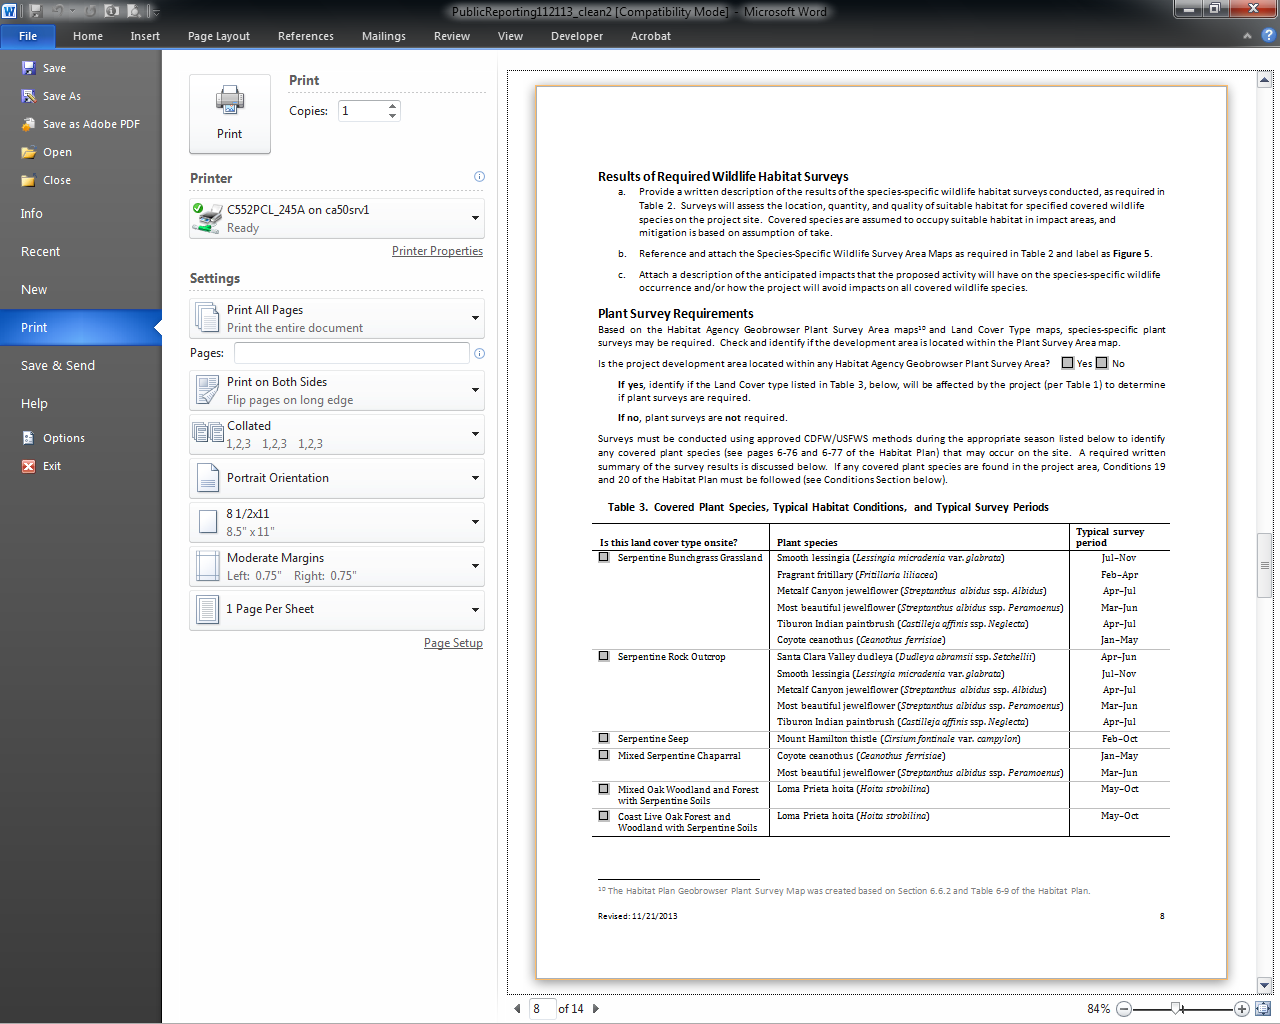 PublicReporting112113_clean2 [Compatibility Mode] - Microsoft Word
File Home Insert Page Layout References Mailings Review View Developer Acrobat
Save
Save As
Save as Adobe PDF
Open
Close
Info
Recent
New
Print
Save & Send
Help
Options
Exit
Print
Print
Copies: 1
Printer
C552PCL_245A on ca50srv1
Ready
Printer Properties
Settings
Print All Pages
Print the entire document
Pages:
Print on Both Sides
Flip pages on long edge
Collated
1,2,3 1,2,3 1,2,3
Portrait Orientation
8 1/2x11
8.5" x 11"
Moderate Margins
Left: 0.75" Right: 0.75"
1 Page Per Sheet
Page Setup
Results of Required Wildlife Habitat Surveys
a. Provide a written description of the results of the species-specific wildlife habitat surveys conducted, as required in
Table 2. Surveys will assess the location, quantity, and quality of suitable habitat for specified covered wildlife
species on the project site. Covered species are assumed to occupy suitable habitat in impact areas, and
mitigation is based on assumption of take.
b. Reference and attach the Species-Specific Wildlife Survey Area Maps as required in Table 2 and label as Figure 5.
c. Attach a description of the anticipated impacts that the proposed activity will have on the species-specific wildlife
occurrence and/or how the project will avoid impacts on all covered wildlife species.
Plant Survey Requirements
Based on the Habitat Agency Geobrowser Plant Survey Area maps10 and Land Cover Type maps, species-specific plant
surveys may be required. Check and identify if the development area is located within the Plant Survey Area map.
Is the project development area located within any Habitat Agency Geobrowser Plant Survey Area? Yes No
If yes, identify if the Land Cover type listed in Table 3, below, will be affected by the project (per Table 1) to determine
if plant surveys are required.
If no, plant surveys are not required.
Surveys must be conducted using approved CDFW/USFWS methods during the appropriate season listed below to identify
any covered plant species (see pages 6-76 and 6-77 of the Habitat Plan) that may occur on the site. A required written
summary of the survey results is discussed below. If any covered plant species are found in the project area, Conditions 19
and 20 of the Habitat Plan must be followed (see Conditions Section below).
Table 3. Covered Plant Species, Typical Habitat Conditions, and Typical Survey Periods
Is this land cover type onsite? Plant species Typical survey period
Serpentine Bunchgrass Grassland Smooth lessingia (Lessingia micradenia var. glabrata) Jul–Nov
Fragrant fritillary (Fritillaria liliacea) Feb–Apr
Metcalf Canyon jewelflower (Streptanthus albidus ssp. Albidus) Apr–Jul
Most beautiful jewelflower (Streptanthus albidus ssp. Peramoenus) Mar–Jun
Tiburon Indian paintbrush (Castilleja affinis ssp. Neglecta) Apr–Jul
Coyote ceanothus (Ceanothus ferrisiae) Jan–May
Serpentine Rock Outcrop Santa Clara Valley dudleya (Dudleya abramsii ssp. Setchellii) Apr–Jun
Smooth lessingia (Lessingia micradenia var. glabrata) Jul–Nov
Metcalf Canyon jewelflower (Streptanthus albidus ssp. Albidus) Apr–Jul
Most beautiful jewelflower (Streptanthus albidus ssp. Peramoenus) Mar–Jun
Tiburon Indian paintbrush (Castilleja affinis ssp. Neglecta) Apr–Jul
Serpentine Seep Mount Hamilton thistle (Cirsium fontinale var. campylon) Feb–Oct
Mixed Serpentine Chaparral Coyote ceanothus (Ceanothus ferrisiae) Jan–May
Most beautiful jewelflower (Streptanthus albidus ssp. Peramoenus) Mar–Jun
Mixed Oak Woodland and Forest Loma Prieta hoita (Hoita strobilina) May–Oct
with Serpentine Soils
Coast Live Oak Forest and Loma Prieta hoita (Hoita strobilina) May–Oct
Woodland with Serpentine Soils
10 The Habitat Plan Geobrowser Plant Survey Map was created based on Section 6.6.2 and Table 6-9 of the Habitat Plan.
Revised: 11/21/2013 8
8 of 14 84%